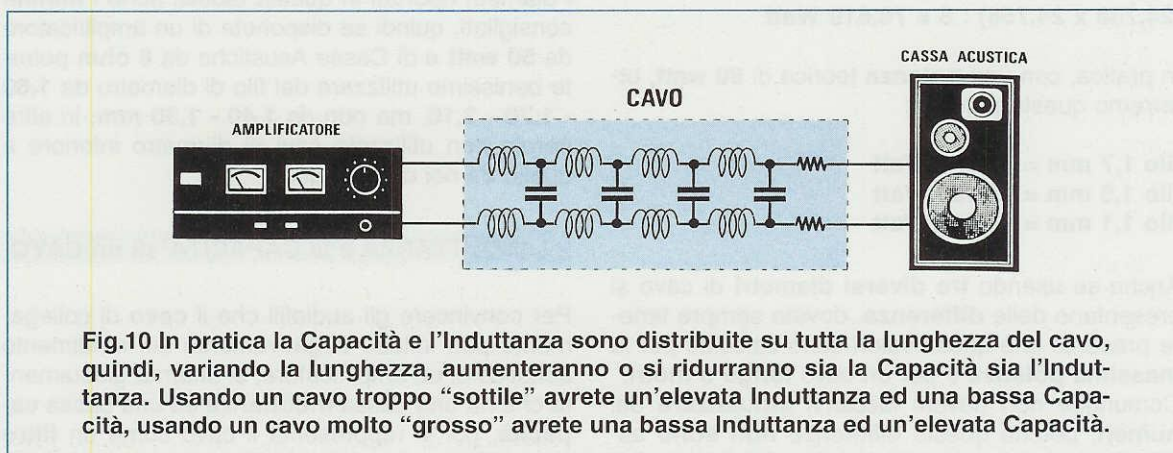 CASSA ACUSTICA
CAVO
AMPLIFICATORE
Fig.10 In pratica la Capacità e l'Induttanza sono distribuite su tutta la lunghezza del cavo,
quindi, variando la lunghezza, aumenteranno o si ridurranno sia la Capacità sia l'Indut-
tanza. Usando un cavo troppo "sottile" avrete un'elevata Induttanza ed una bassa Capa-
cità, usando un cavo molto "grosso" avrete una bassa Induttanza ed un'elevata Capacità.